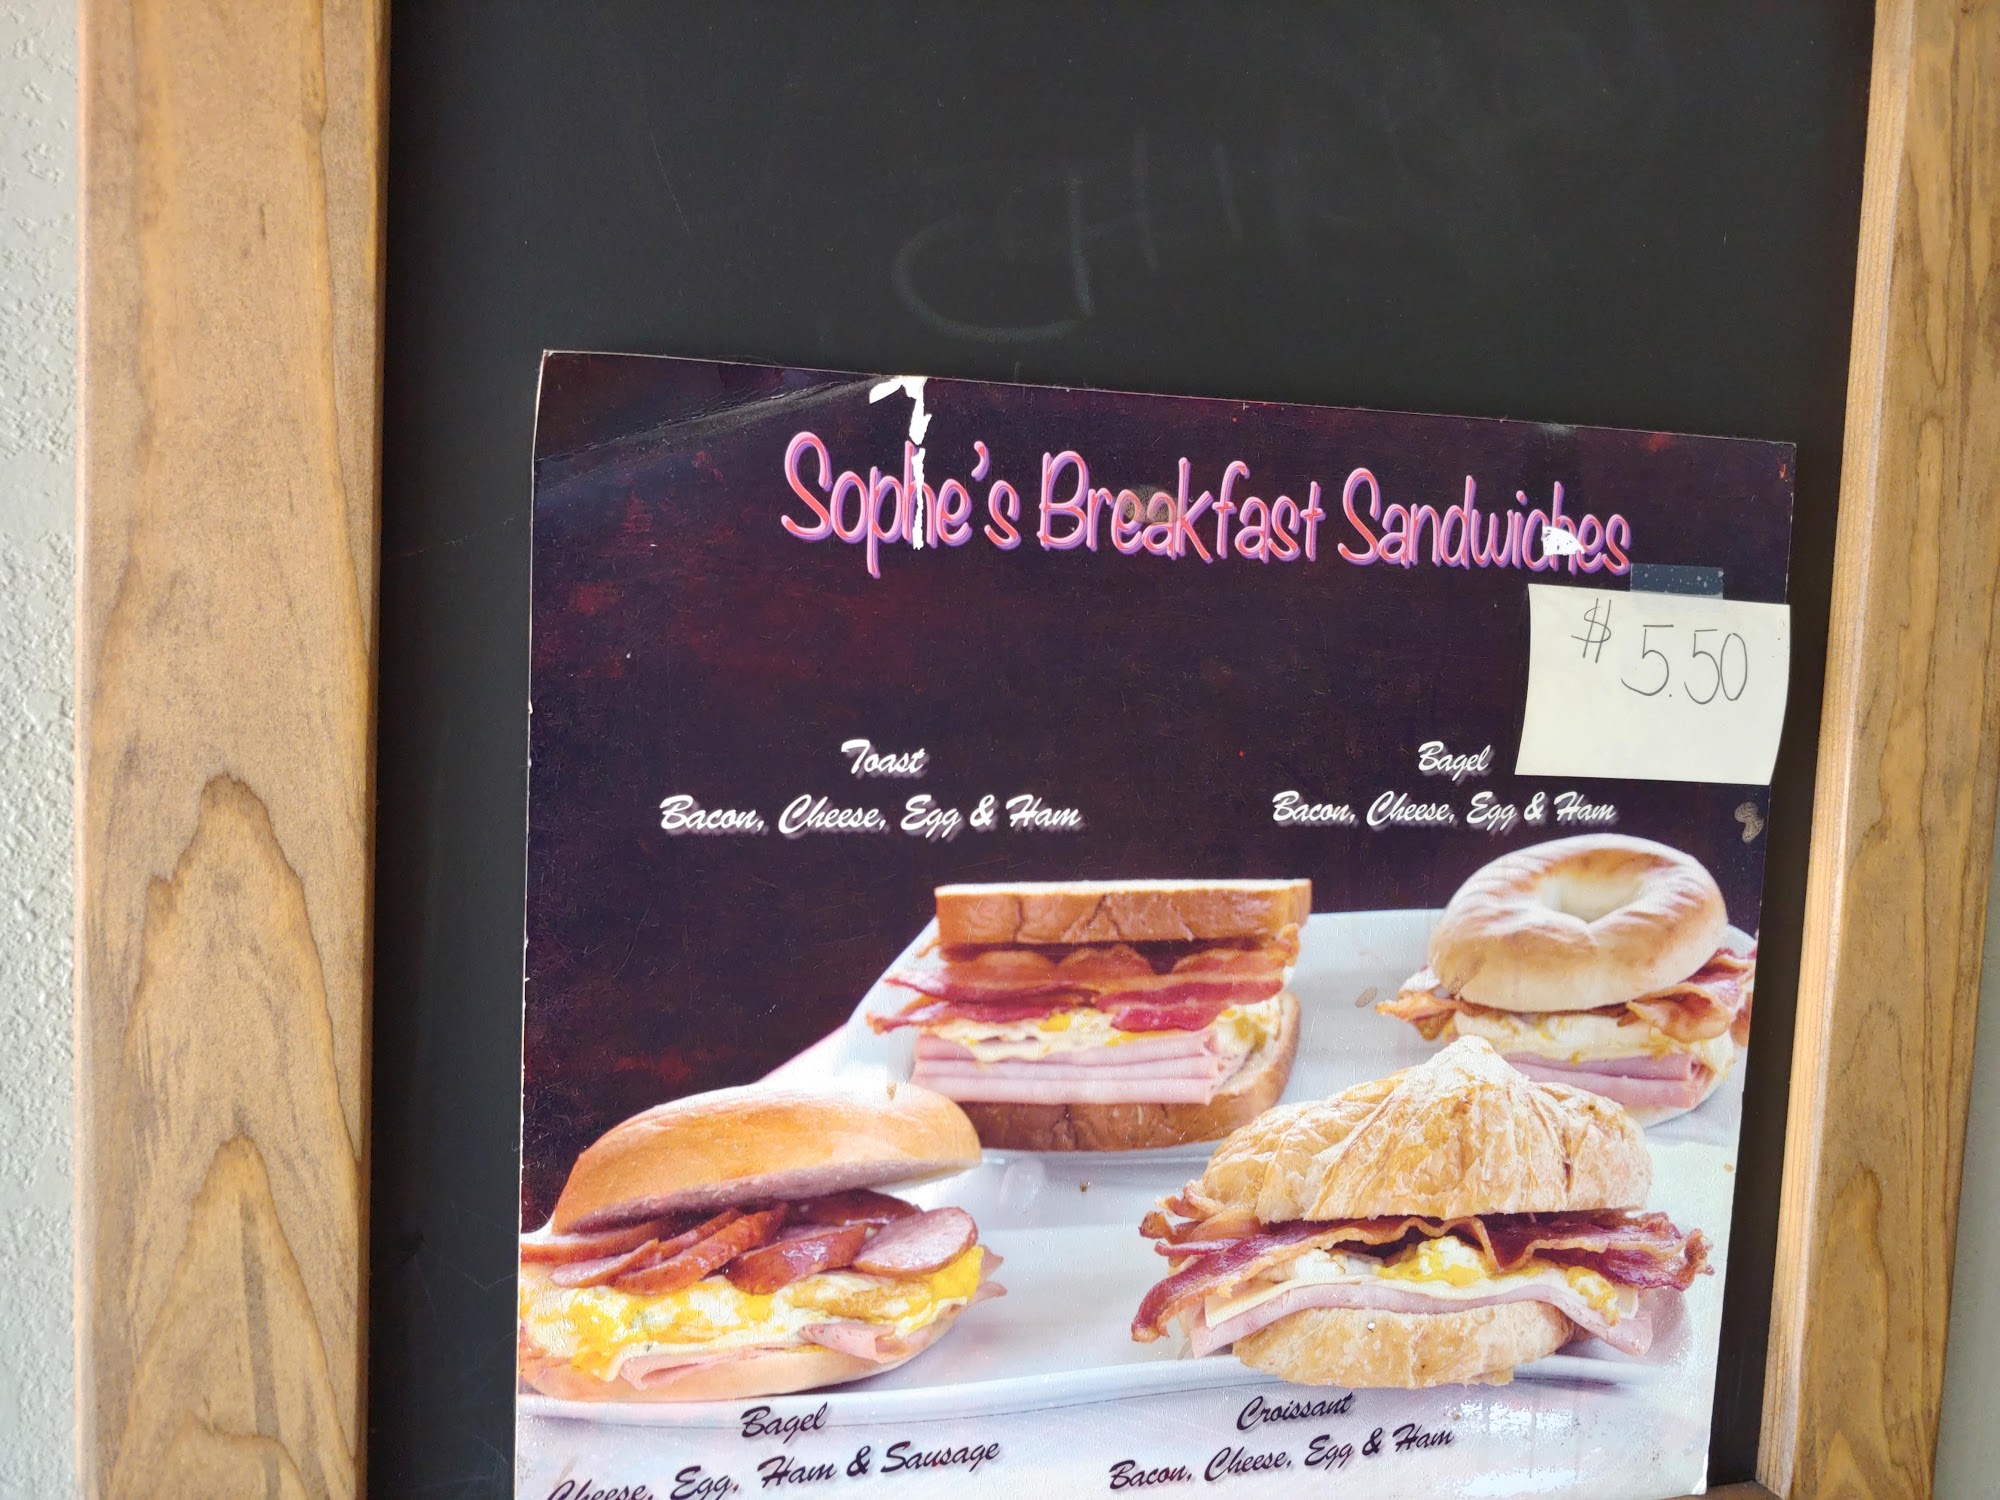 Sophe's Breakfast Sandwiches
$5.50
Toast
Bacon, Cheese, Egg & Ham
Bagel
Bacon, Cheese, Egg & Ham
Bagel
Cheese, Egg, Ham & Sausage
Croissant
Bacon, Cheese, Egg & Ham